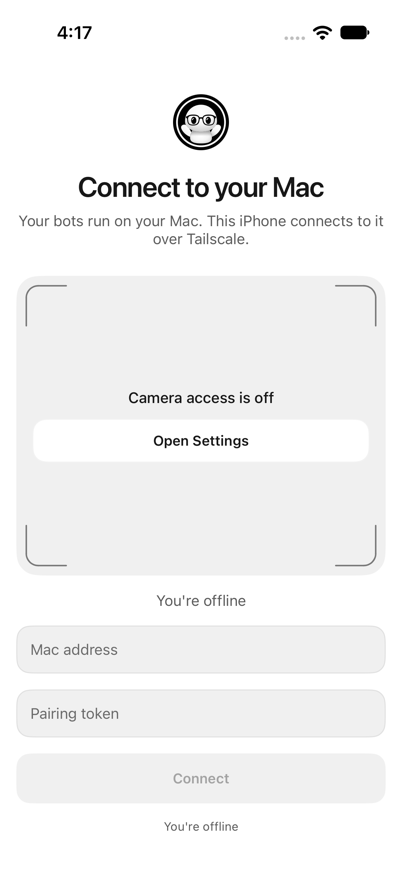 4:17
Connect to your Mac
Your bots run on your Mac. This iPhone connects to it
over Tailscale.
Camera access is off
Open Settings
You're offline
Mac address
Pairing token
Connect
You're offline